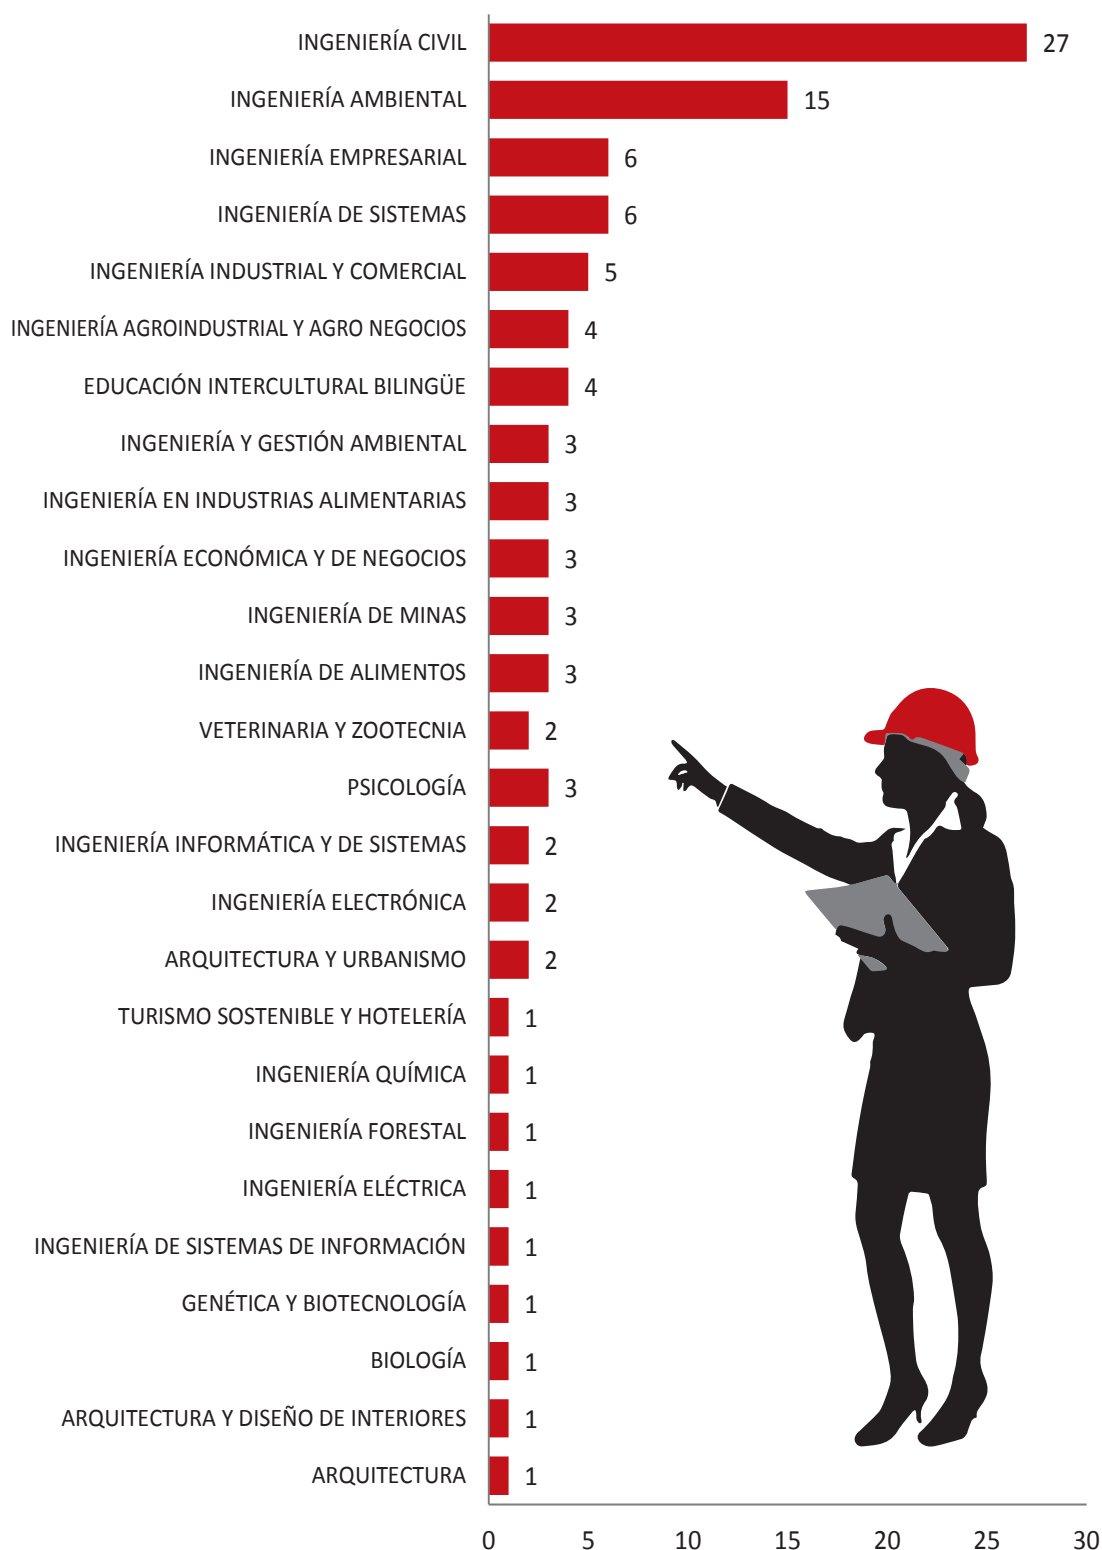 INGENIERÍA CIVIL 27
INGENIERÍA AMBIENTAL 15
INGENIERÍA EMPRESARIAL 6
INGENIERÍA DE SISTEMAS 6
INGENIERÍA INDUSTRIAL Y COMERCIAL 5
INGENIERÍA AGROINDUSTRIAL Y AGRO NEGOCIOS 4
EDUCACIÓN INTERCULTURAL BILINGÜE 4
INGENIERÍA Y GESTIÓN AMBIENTAL 3
INGENIERÍA EN INDUSTRIAS ALIMENTARIAS 3
INGENIERÍA ECONÓMICA Y DE NEGOCIOS 3
INGENIERÍA DE MINAS 3
INGENIERÍA DE ALIMENTOS 3
VETERINARIA Y ZOOTECNIA 2
PSICOLOGÍA 3
INGENIERÍA INFORMÁTICA Y DE SISTEMAS 2
INGENIERÍA ELECTRÓNICA 2
ARQUITECTURA Y URBANISMO 2
TURISMO SOSTENIBLE Y HOTELERÍA 1
INGENIERÍA QUÍMICA 1
INGENIERÍA FORESTAL 1
INGENIERÍA ELÉCTRICA 1
INGENIERÍA DE SISTEMAS DE INFORMACIÓN 1
GENÉTICA Y BIOTECNOLOGÍA 1
BIOLOGÍA 1
ARQUITECTURA Y DISEÑO DE INTERIORES 1
ARQUITECTURA 1
0 5 10 15 20 25 30